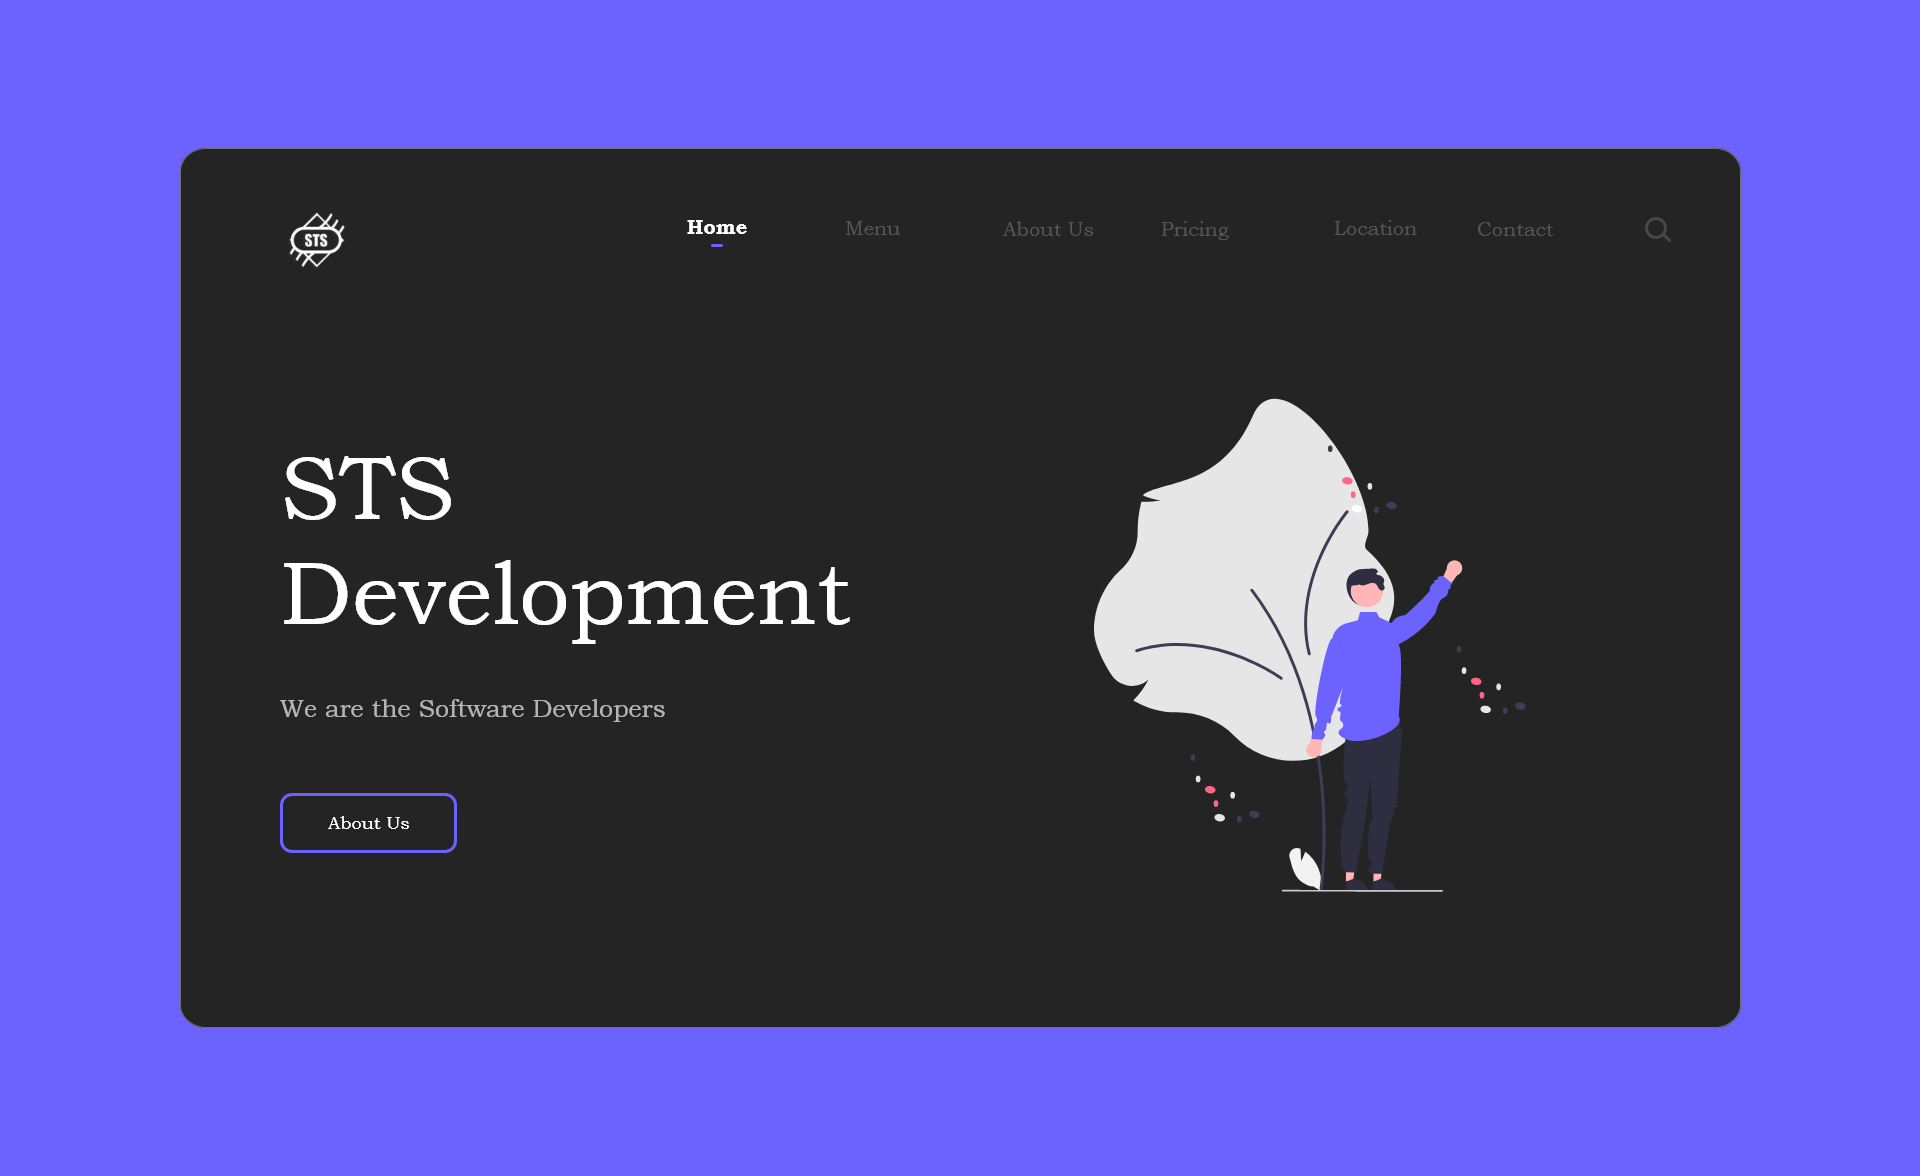 STS
Home
Menu
About Us
Pricing
Location
Contact
STS
Development
We are the Software Developers
About Us